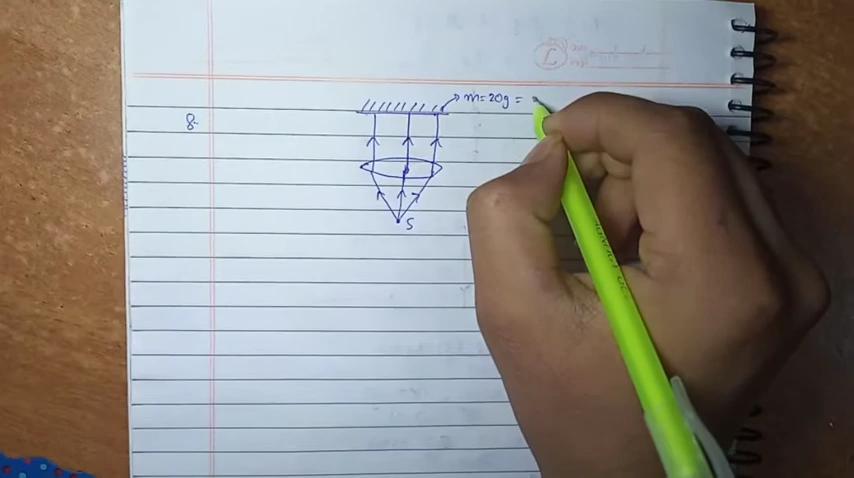 8.
m = 20g =
S